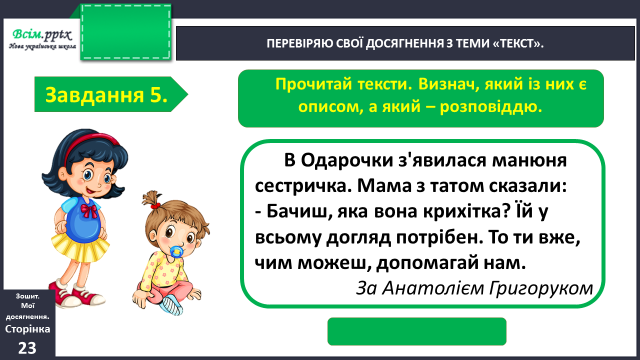 Всім.pptx
Нова українська школа
ПЕРЕВІРЯЮ СВОЇ ДОСЯГНЕННЯ З ТЕМИ «ТЕКСТ».
Завдання 5.
Прочитай тексти. Визнач, який із них є
описом, а який – розповіддю.
В Одарочки з'явилася манюня
сестричка. Мама з татом сказали:
- Бачиш, яка вона крихітка? Їй у
всьому догляд потрібен. То ти вже,
чим можеш, допомагай нам.
За Анатолієм Григоруком
Зошит.
Мої
досягнення.
Сторінка
23